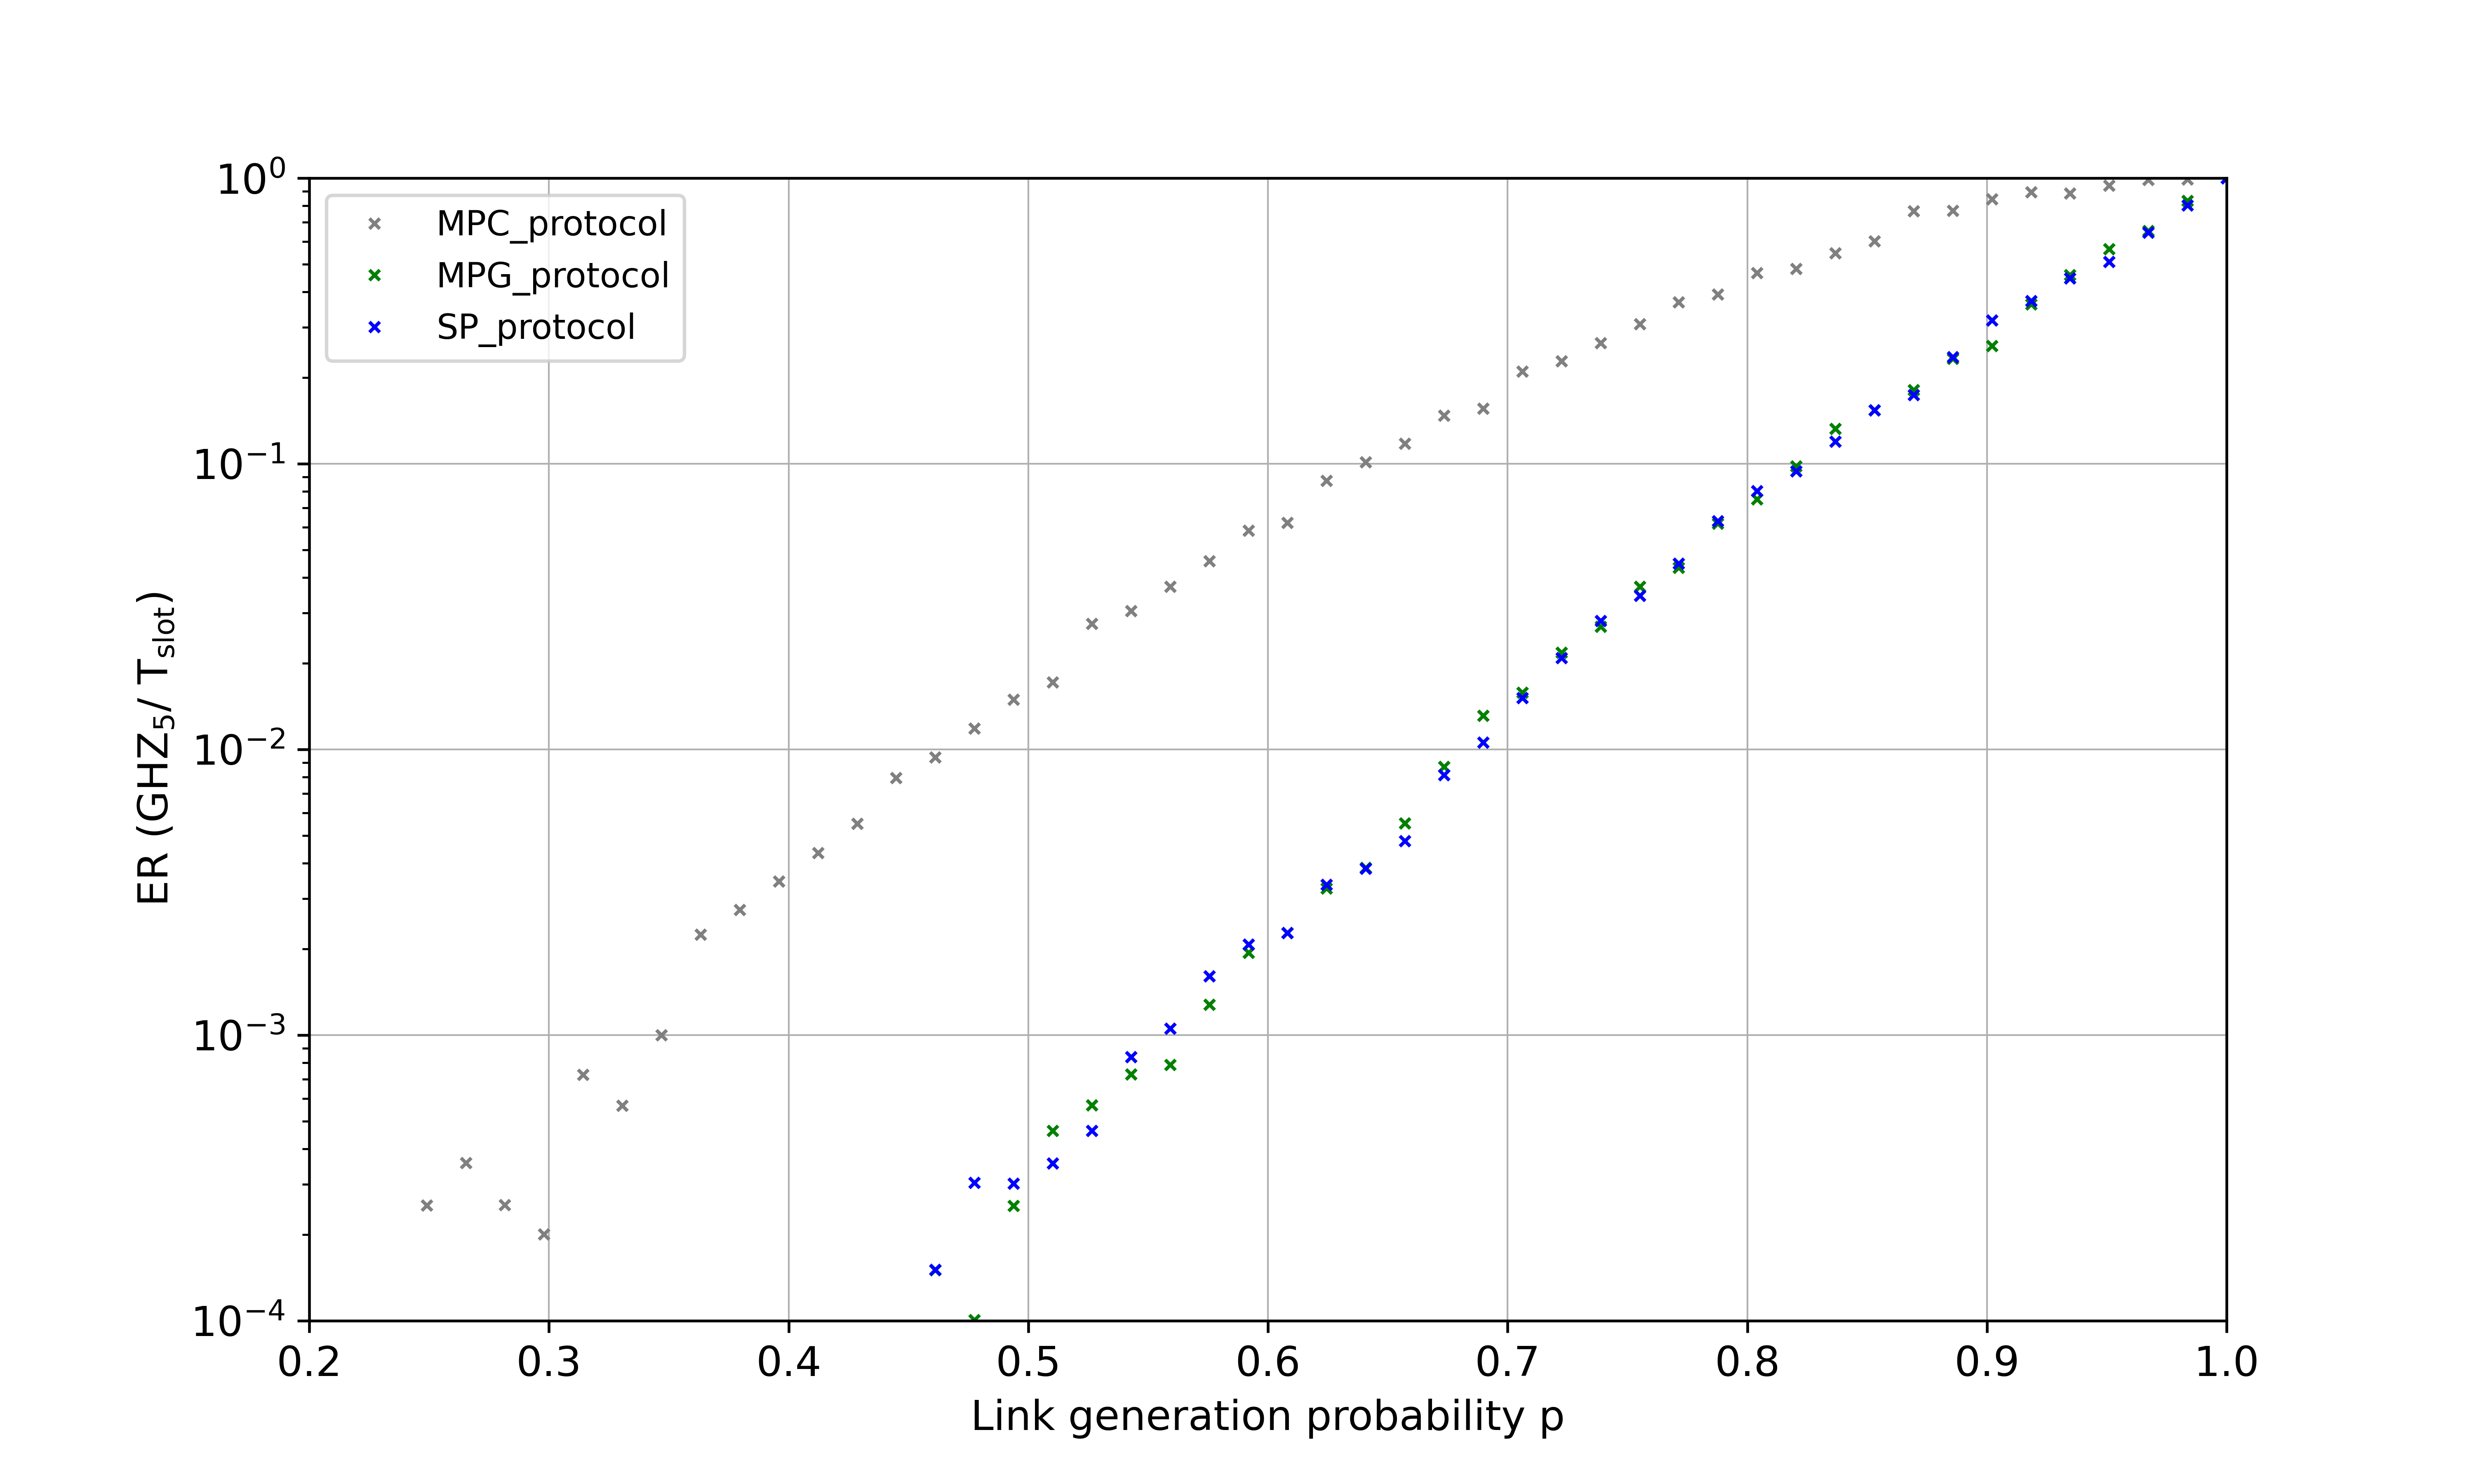 10⁰
10⁻¹
10⁻²
10⁻³
10⁻⁴
ER (GHZ₅/ Tₛₗₒₜ)
MPC_protocol
MPG_protocol
SP_protocol
0.2 0.3 0.4 0.5 0.6 0.7 0.8 0.9 1.0
Link generation probability p